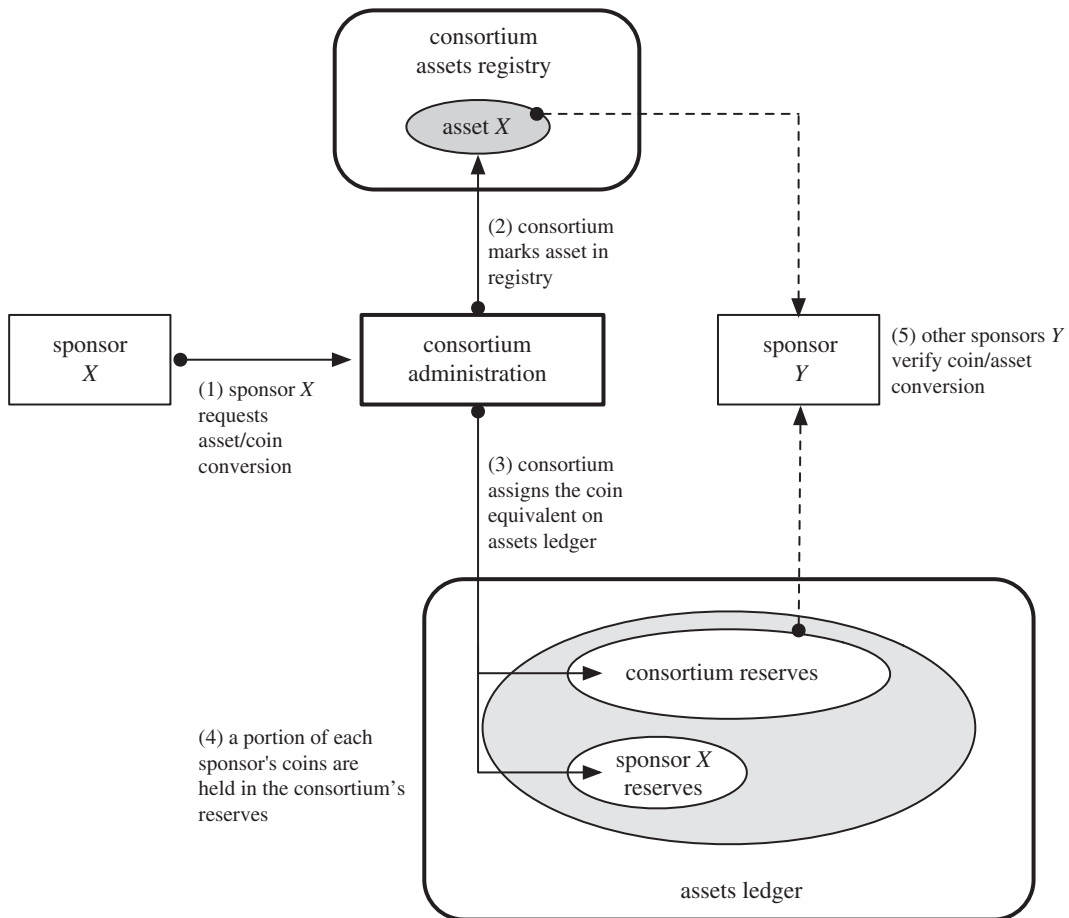 consortium
assets registry
asset X
(2) consortium
marks asset in
registry
sponsor
X
(1) sponsor X
requests
asset/coin
conversion
consortium
administration
sponsor
Y
(5) other sponsors Y
verify coin/asset
conversion
(3) consortium
assigns the coin
equivalent on
assets ledger
consortium reserves
(4) a portion of each
sponsor's coins are
held in the consortium’s
reserves
sponsor X
reserves
assets ledger